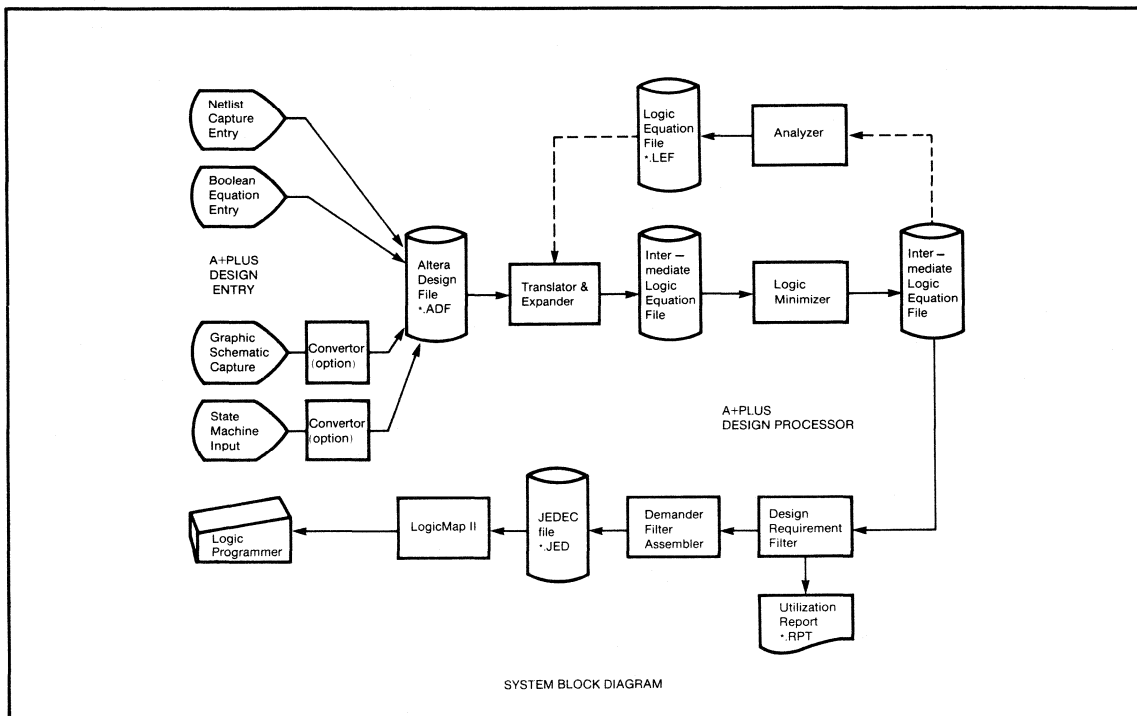 Netlist
Capture
Entry
Boolean
Equation
Entry
A+PLUS
DESIGN
ENTRY
Graphic
Schematic
Capture
Convertor
(option)
State
Machine
Input
Convertor
(option)
Altera
Design
File
*.ADF
Translator &
Expander
Logic
Equation
File
*.LEF
Analyzer
Inter –
mediate
Logic
Equation
File
Logic
Minimizer
Inter –
mediate
Logic
Equation
File
A+PLUS
DESIGN PROCESSOR
Design
Requirement
Filter
Utilization
Report
*.RPT
Demander
Filter
Assembler
JEDEC
file
*.JED
LogicMap II
Logic
Programmer
SYSTEM BLOCK DIAGRAM